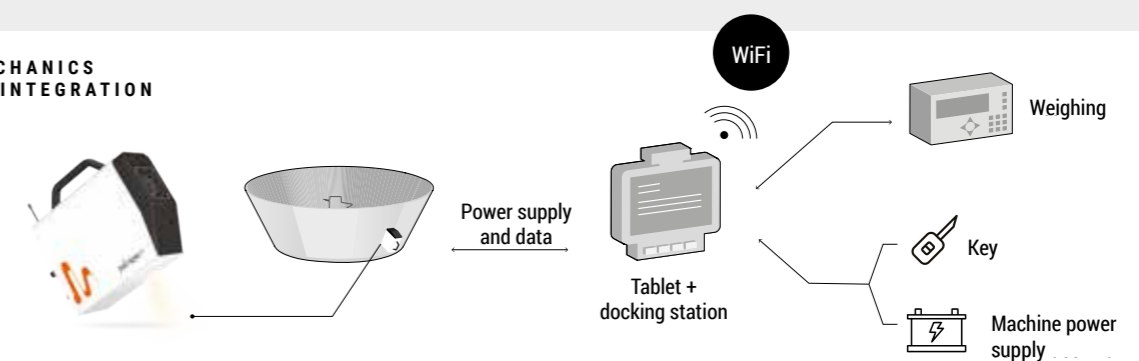 WiFi
CHANICS
INTEGRATION
Weighing
Power supply
and data
Key
Tablet +
docking station
Machine power
supply